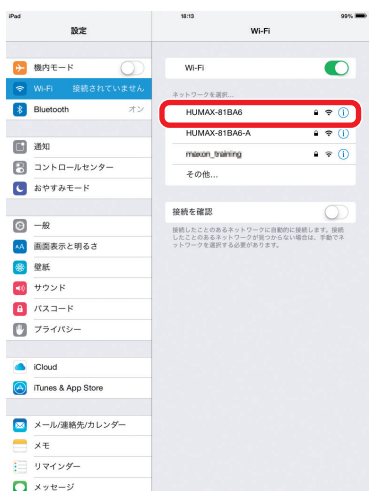 iPad
18:13
99%
設定
機内モード
Wi-Fi 接続されていません
Bluetooth オン
通知
コントロールセンター
おやすみモード
一般
AA 画面表示と明るさ
壁紙
サウンド
パスコード
プライバシー
iCloud
iTunes & App Store
メール/連絡先/カレンダー
メモ
リマインダー
メッセージ
Wi-Fi
Wi-Fi
ネットワークを選択...
HUMAX-81BA6
HUMAX-81BA6-A
maxon_training
その他...
接続を確認
接続したことのあるネットワークに自動的に接続します。接続
したことのあるネットワークが見つからない場合は、手動でネ
ットワークを選択する必要があります。